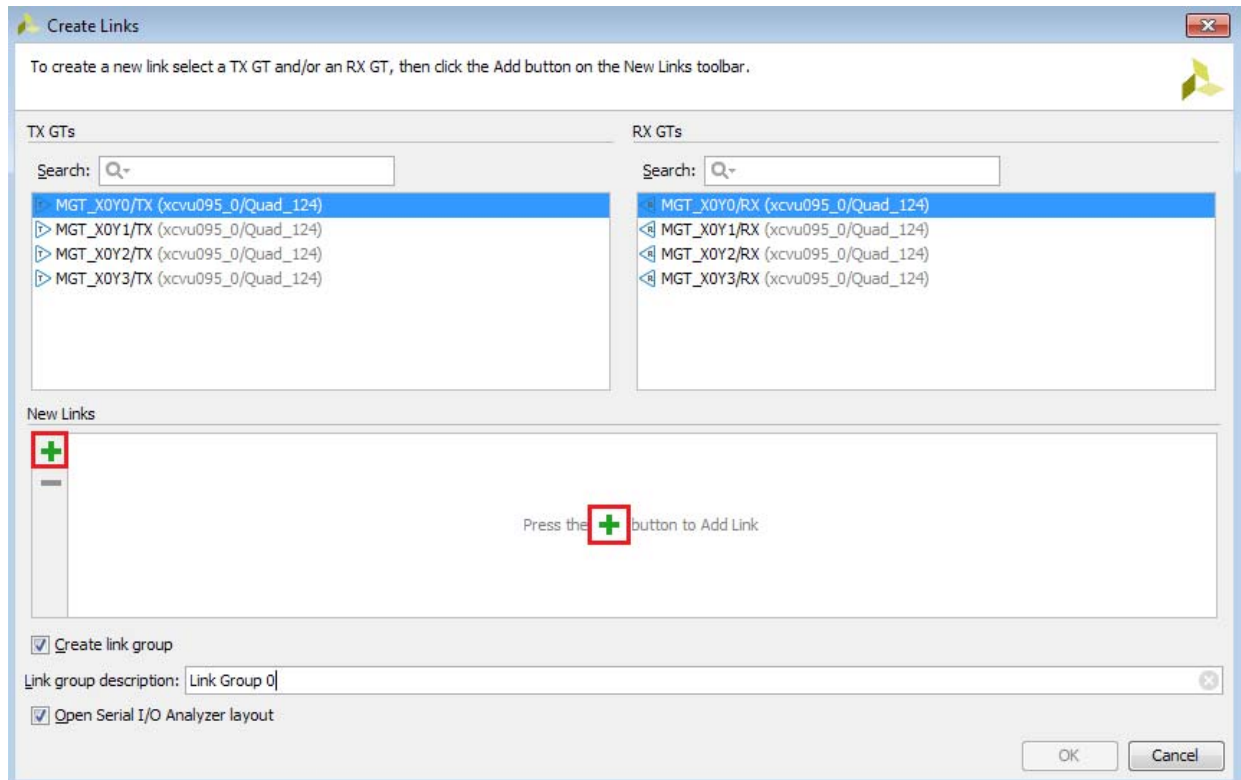 Create Links
To create a new link select a TX GT and/or an RX GT, then click the Add button on the New Links toolbar.
TX GTs
Search:
MGT_X0Y0/TX (xcvu095_0/Quad_124)
MGT_X0Y1/TX (xcvu095_0/Quad_124)
MGT_X0Y2/TX (xcvu095_0/Quad_124)
MGT_X0Y3/TX (xcvu095_0/Quad_124)
RX GTs
Search:
MGT_X0Y0/RX (xcvu095_0/Quad_124)
MGT_X0Y1/RX (xcvu095_0/Quad_124)
MGT_X0Y2/RX (xcvu095_0/Quad_124)
MGT_X0Y3/RX (xcvu095_0/Quad_124)
New Links
Press the + button to Add Link
Create link group
Link group description: Link Group 0
Open Serial I/O Analyzer layout
OK Cancel